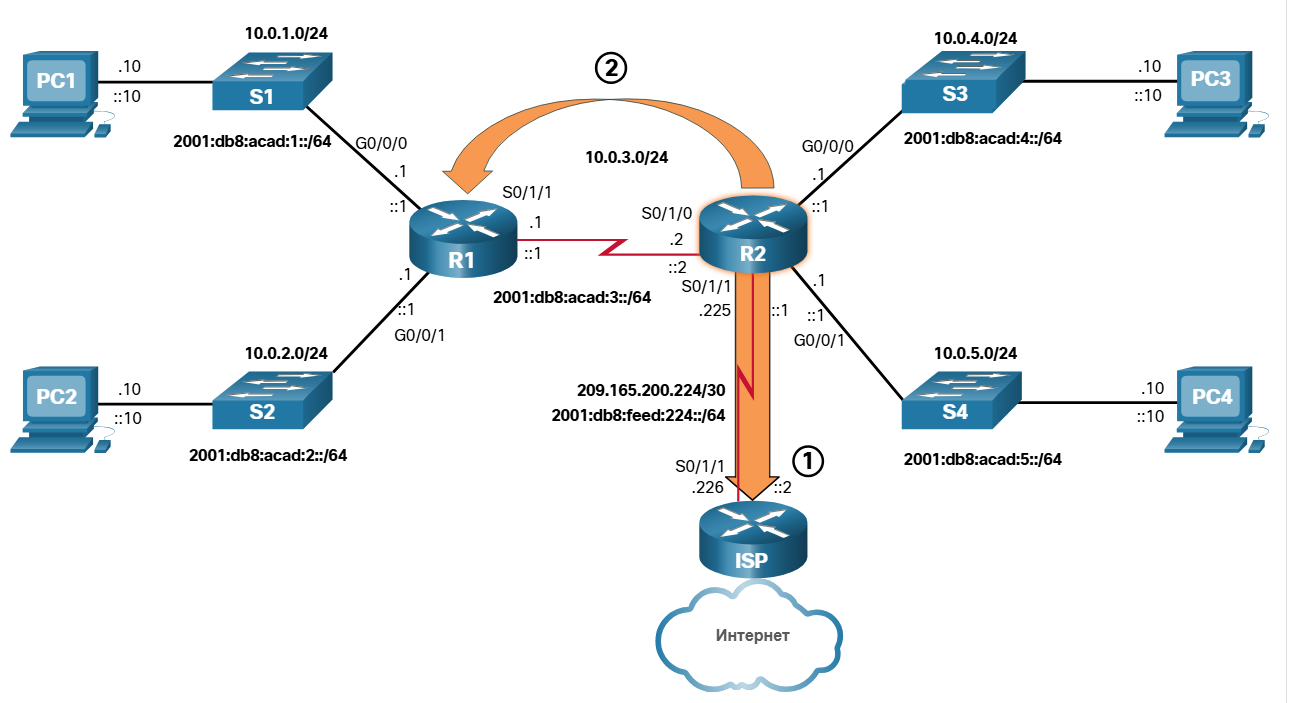 10.0.1.0/24
PC1
.10
::10
S1
2001:db8:acad:1::/64
G0/0/0
.1
::1
2
10.0.3.0/24
10.0.4.0/24
S3
.10
::10
PC3
2001:db8:acad:4::/64
G0/0/0
.1
::1
R1
S0/1/1
.1
::1
S0/1/0
.2
::2
R2
2001:db8:acad:3::/64
.1
::1
G0/0/1
S0/1/1
.225
::1
.1
::1
G0/0/1
10.0.2.0/24
PC2
.10
::10
S2
2001:db8:acad:2::/64
209.165.200.224/30
2001:db8:feed:224::/64
10.0.5.0/24
S4
.10
::10
PC4
2001:db8:acad:5::/64
S0/1/1
.226
::2
1
ISP
Интернет